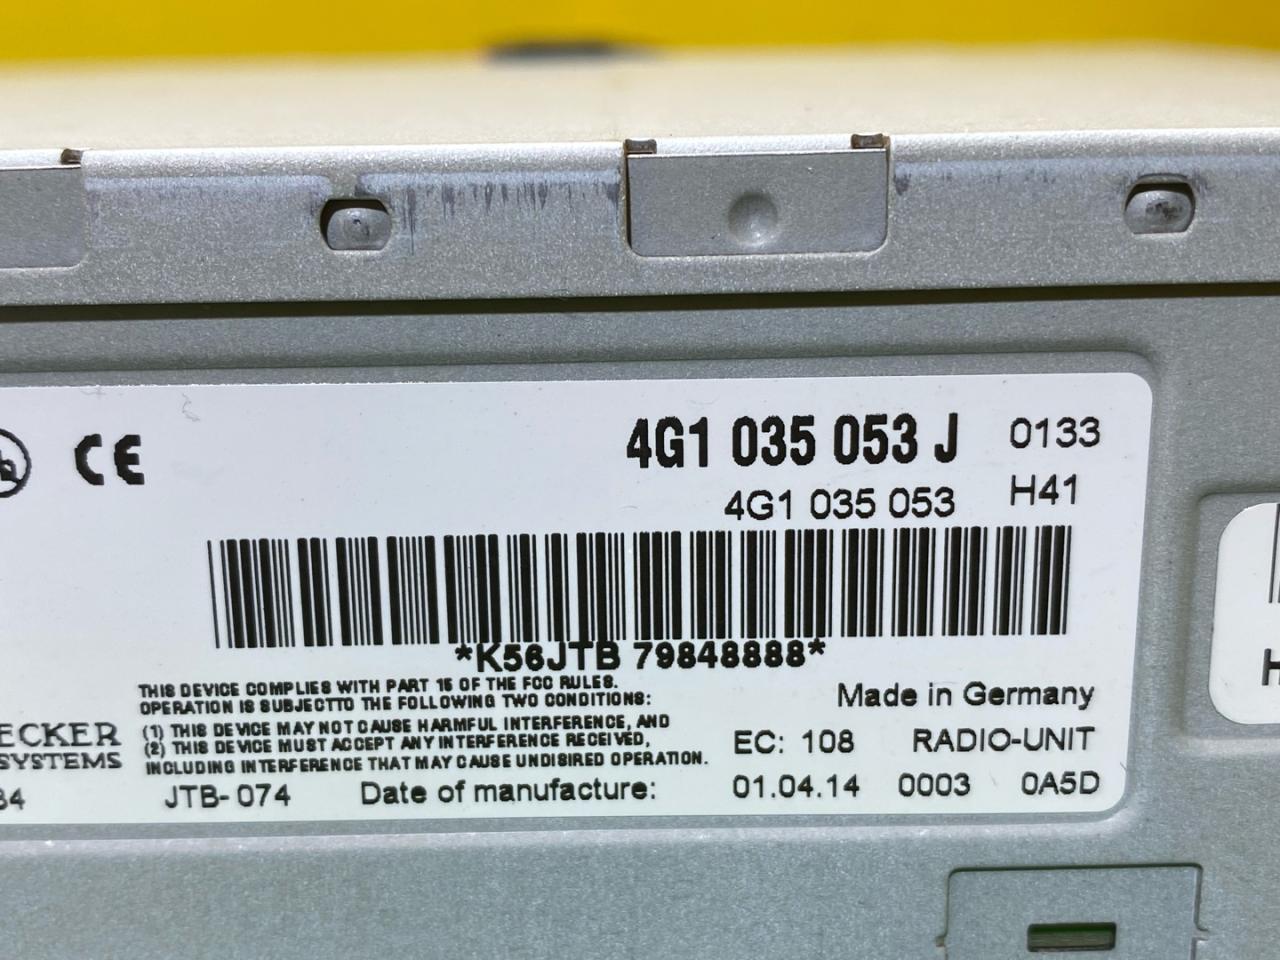 CE
4G1 035 053 J 0133
4G1 035 053 H41
*K56JTB 79848888*
THIS DEVICE COMPLIES WITH PART 15 OF THE FCC RULES.
OPERATION IS SUBJECTTO THE FOLLOWING TWO CONDITIONS:
(1) THIS DEVICE MAY NOT CAUSE HARMFUL INTERFERENCE, AND
(2) THIS DEVICE MUST ACCEPT ANY INTERFERENCE RECEIVED,
INCLUDING INTERFERENCE THAT MAY CAUSE UNDISIRED OPERATION.
Made in Germany
ECKER
SYSTEMS
EC: 108 RADIO-UNIT
84 JTB-074 Date of manufacture: 01.04.14 0003 0A5D
H